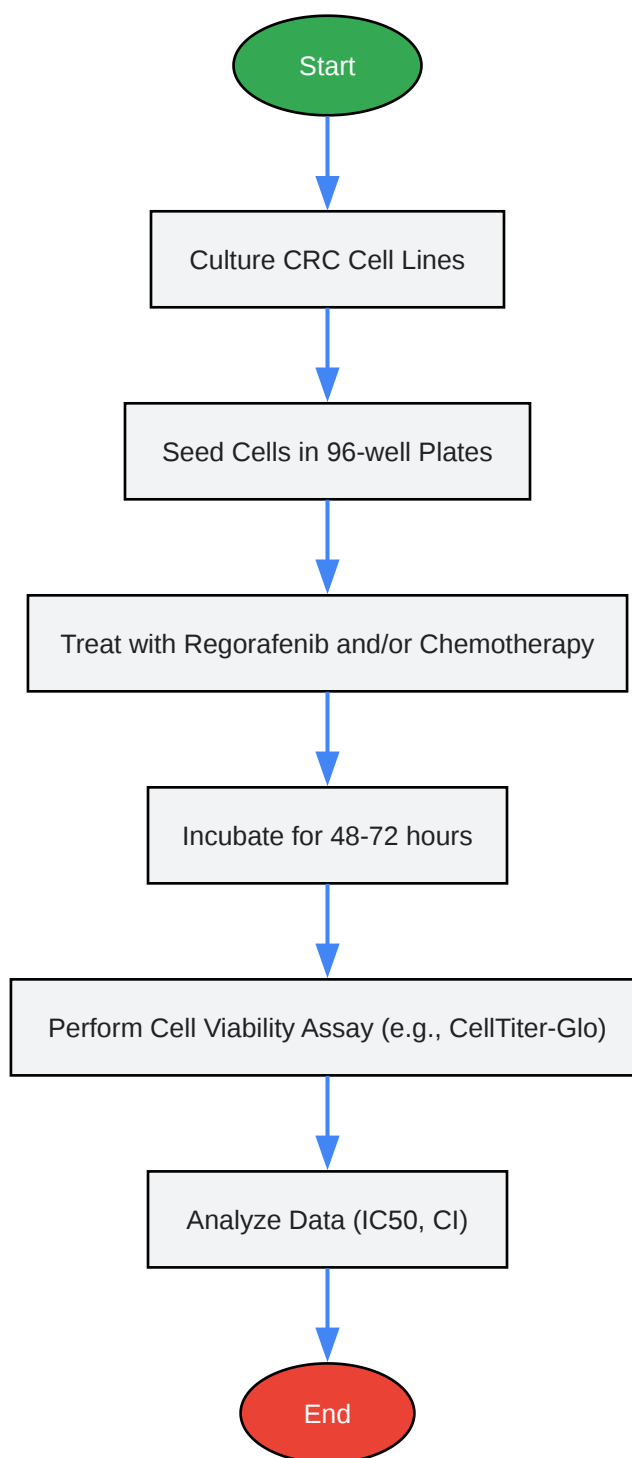 Start
Culture CRC Cell Lines
Seed Cells in 96-well Plates
Treat with Regorafenib and/or Chemotherapy
Incubate for 48-72 hours
Perform Cell Viability Assay (e.g., CellTiter-Glo)
Analyze Data (IC50, CI)
End